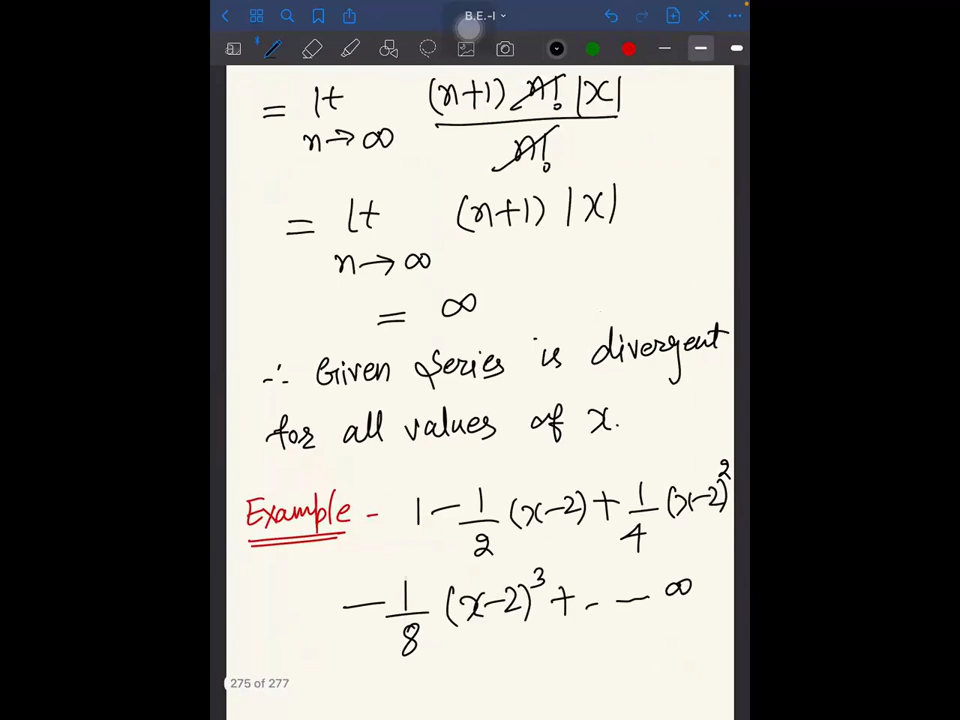 B.E.-I
= lt n→∞ (n+1) n! |x| / n!
= lt n→∞ (n+1) |x|
= ∞
∴ Given Series is divergent
for all values of x.
Example - 1 - 1/2 (x-2) + 1/4 (x-2)²
- 1/8 (x-2)³ + - - ∞
275 of 277